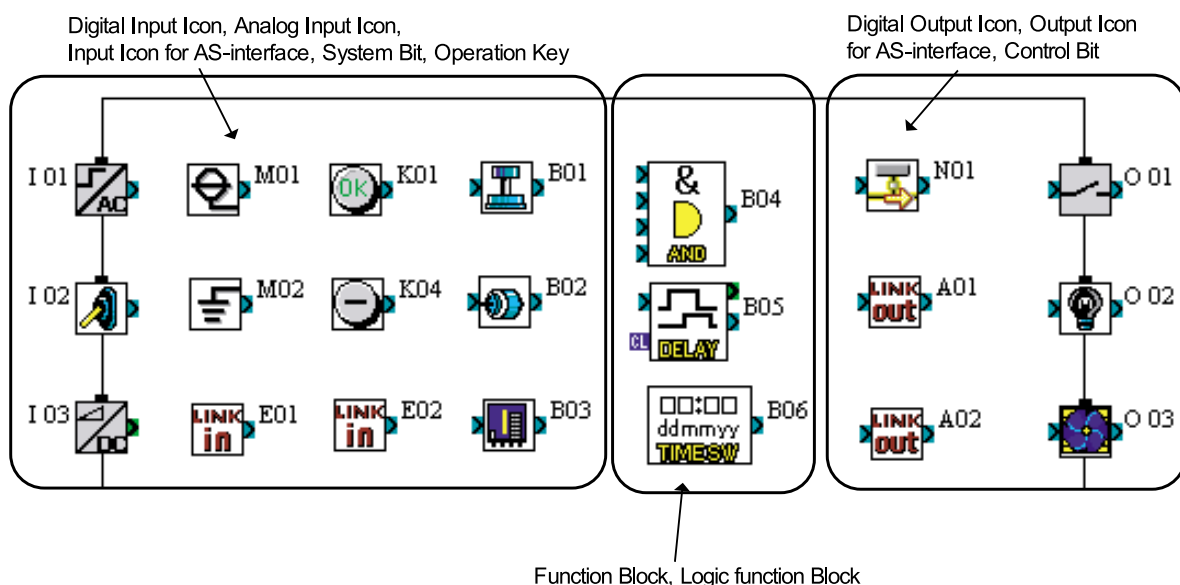 Digital Input Icon, Analog Input Icon,
Input Icon for AS-interface, System Bit, Operation Key
Digital Output Icon, Output Icon
for AS-interface, Control Bit
I 01
AC
M01
OK
K01
B01
&
AND
B04
N01
O 01
I 02
M02
K04
B02
CL
DELAY
B05
LINK
out
A01
O 02
I 03
DC
LINK
in
E01
LINK
in
E02
B03
□□:□□
ddmmyy
TIMESW
B06
LINK
out
A02
O 03
Function Block, Logic function Block